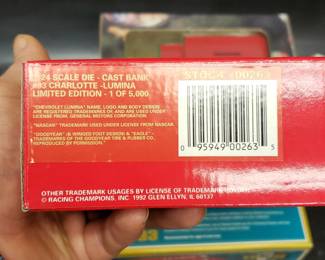 1:24 SCALE DIE - CAST BANK
#93 CHARLOTTE -LUMINA
LIMITED EDITION - 1 OF 5,000
STOCK #00263
"CHEVROLET LUMINA" NAME, LOGO AND BODY DESIGN
ARE REGISTERED TRADEMARKS OF, AND ARE USED UNDER
LICENSE FROM, GENERAL MOTORS CORPORATION.
"NASCAR" TRADEMARK USED UNDER LICENSE FROM NASCAR.
"GOODYEAR" (& WINGED FOOT DESIGN) & "EAGLE"
TRADEMARKS OF THE GOODYEAR TIRE & RUBBER CO.
REPRODUCED BY PERMISSION.
0 95949 00263 5
OTHER TRADEMARK USAGES BY LICENSE OF TRADEMARK OWNER.
© RACING CHAMPIONS, INC. 1992 GLEN ELLYN, IL 60137